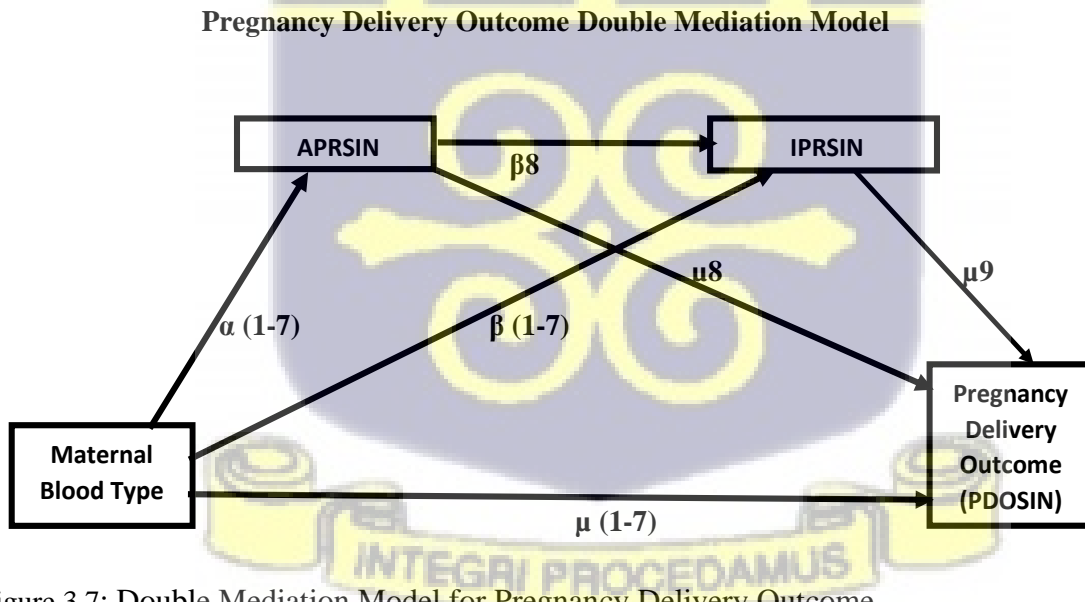 Pregnancy Delivery Outcome Double Mediation Model
APRSIN
IPRSIN
β8
μ8
μ9
α (1-7)
β (1-7)
Maternal
Blood Type
Pregnancy
Delivery
Outcome
(PDOSIN)
μ (1-7)
INTEGRI PROCEDAMUS
igure 3.7: Double Mediation Model for Pregnancy Delivery Outcome